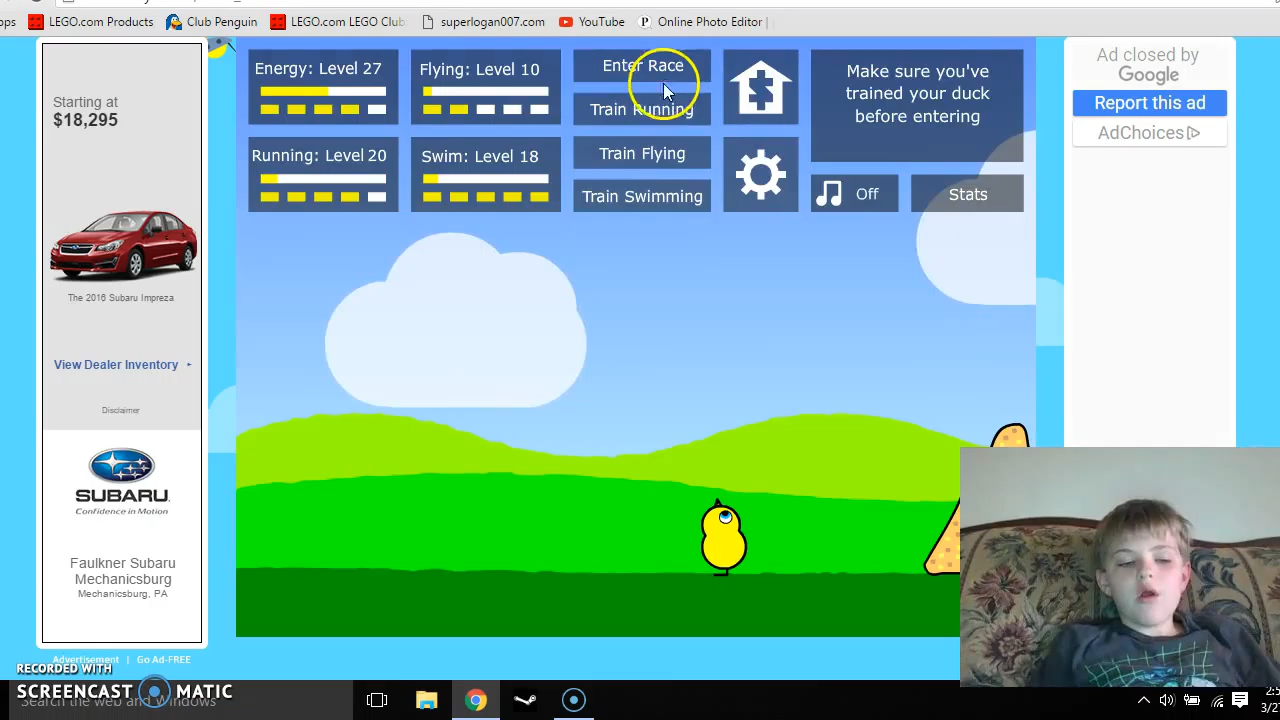 LEGO.com Products
Club Penguin
LEGO.com LEGO Club
superlogan007.com
YouTube
Online Photo Editor
Starting at
$18,295
The 2016 Subaru Impreza
View Dealer Inventory
Disclaimer
SUBARU
Confidence in Motion
Faulkner Subaru
Mechanicsburg
Mechanicsburg, PA
Advertisement | Go Ad-FREE
Energy: Level 27
Flying: Level 10
Running: Level 20
Swim: Level 18
Enter Race
Train Running
Train Flying
Train Swimming
Make sure you've
trained your duck
before entering
Off
Stats
Ad closed by
Google
Report this ad
AdChoices
RECORDED WITH
SCREENCAST MATIC
Search the web and Windows